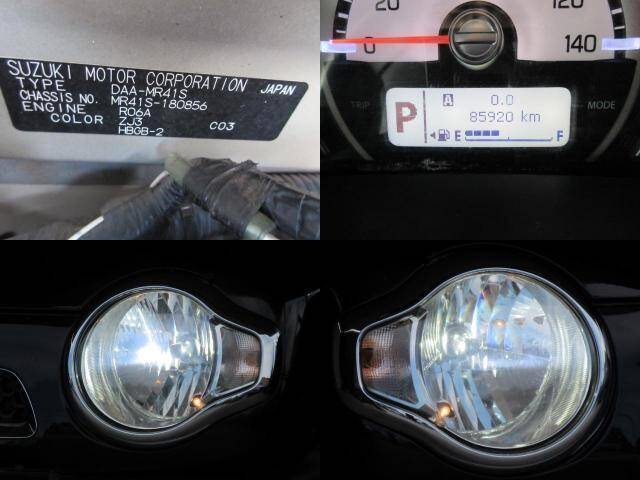 SUZUKI MOTOR CORPORATION JAPAN
TYPE DAA-MR41S
CHASSIS NO. MR41S-180856
ENGINE R06A
COLOR ZJ3 C03
HBGB-2
0 20 120 140
TRIP A 0.0 MODE
P 85920 km
E F